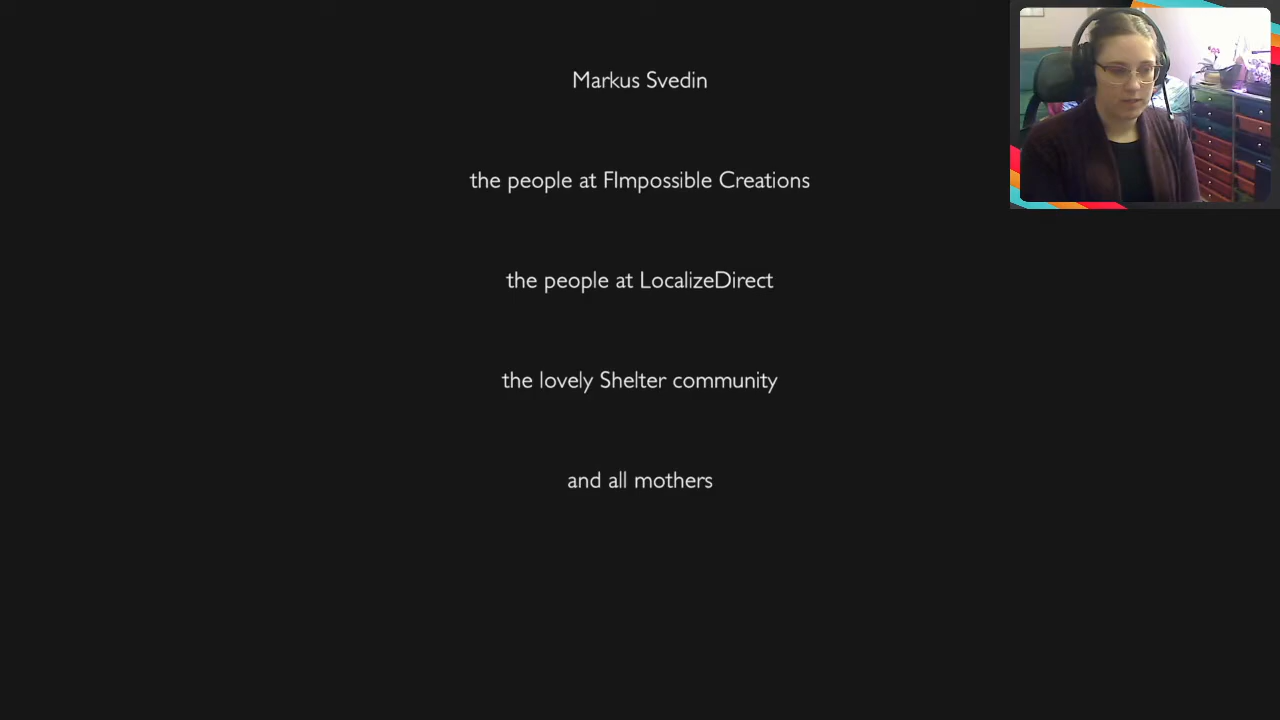 Markus Svedin
the people at FImpossible Creations
the people at LocalizeDirect
the lovely Shelter community
and all mothers